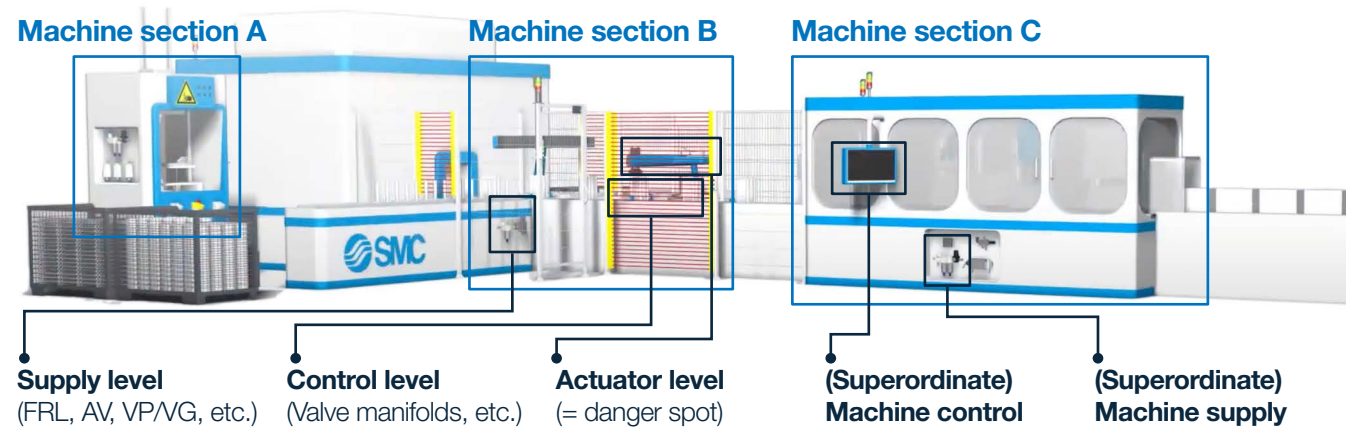 Machine section A
Machine section B
Machine section C
SMC
Supply level
(FRL, AV, VP/VG, etc.)
Control level
(Valve manifolds, etc.)
Actuator level
(= danger spot)
(Superordinate)
Machine control
(Superordinate)
Machine supply